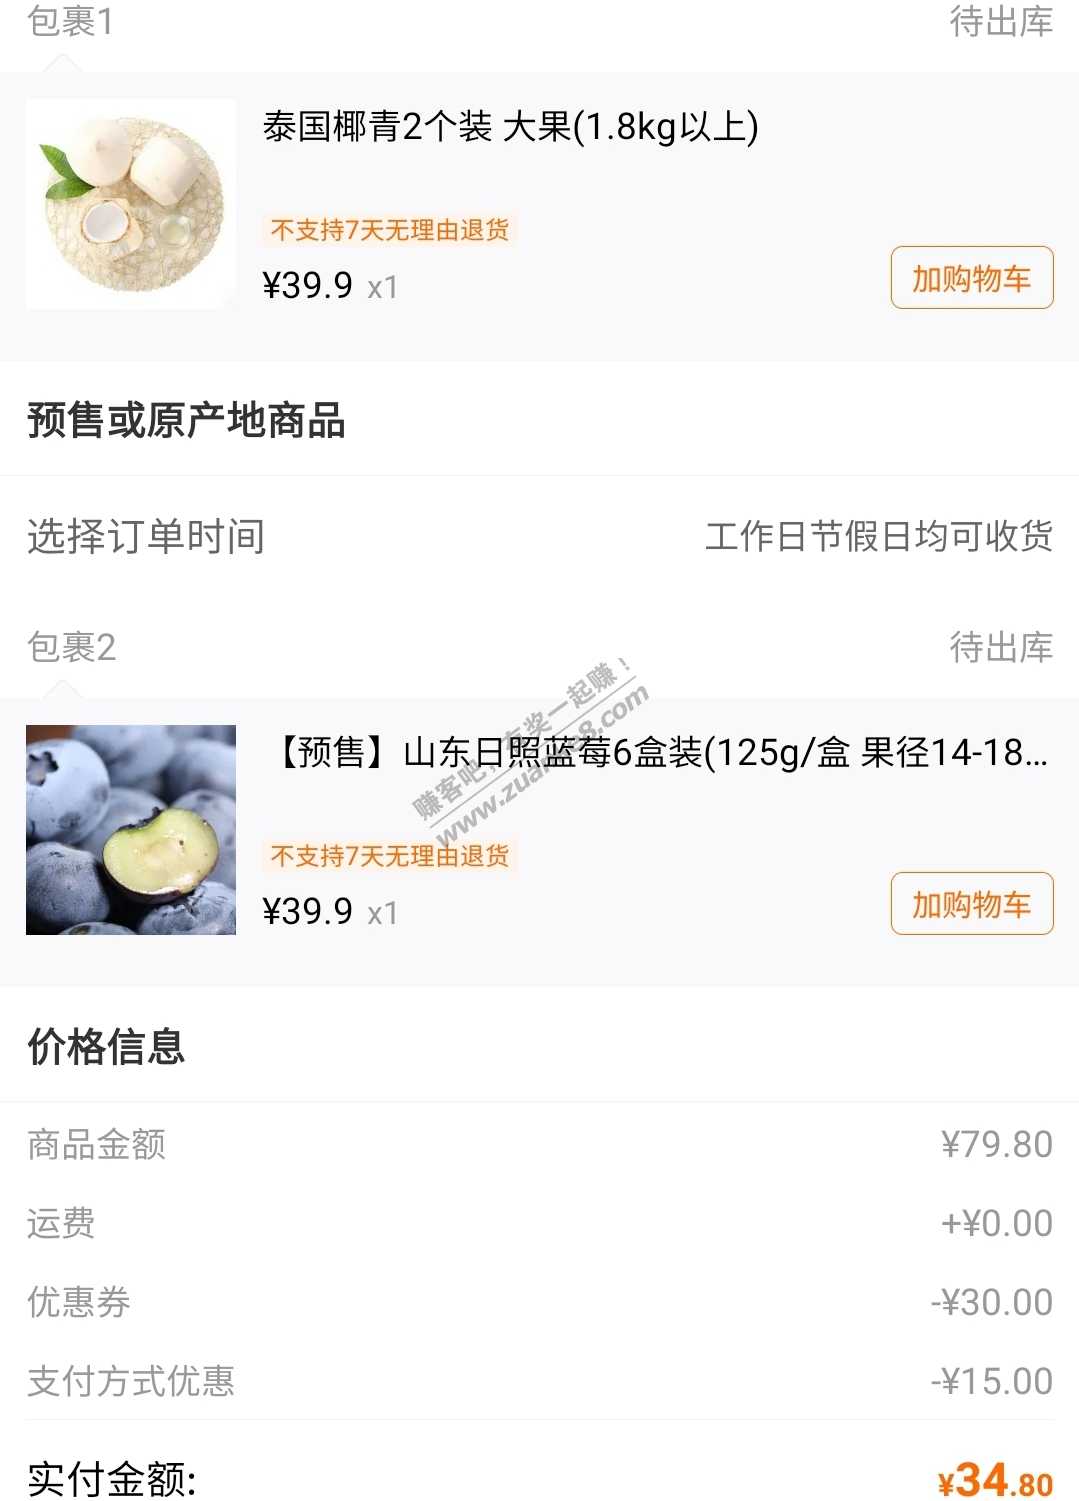 包裹1
待出库
泰国椰青2个装 大果(1.8kg以上)
不支持7天无理由退货
¥39.9 x1
加购物车
预售或原产地商品
选择订单时间
工作日节假日均可收货
包裹2
待出库
【预售】山东日照蓝莓6盒装(125g/盒 果径14-18...
赚客吧,有奖一起赚!
www.zuanke8.com
不支持7天无理由退货
¥39.9 x1
加购物车
价格信息
商品金额
¥79.80
运费
+¥0.00
优惠券
-¥30.00
支付方式优惠
-¥15.00
实付金额:
¥34.80